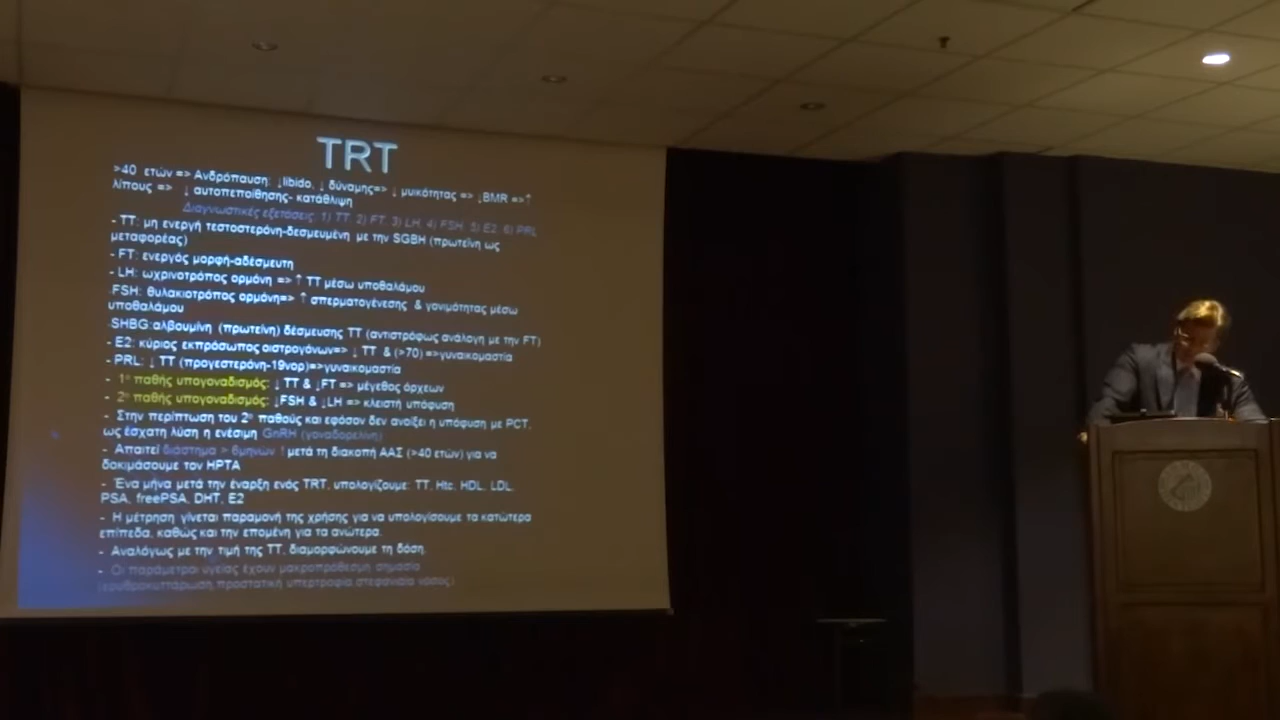 TRT
>40 ετών => Ανδρόπαυση: ↓libido, ↓ δύναμης=> ↓ μυικότητας => ↓BMR =>↑
λίπους => ↓ αυτοπεποίθησης- κατάθλιψη
Διαγνωστικές εξετάσεις: 1) TT, 2) FT, 3) LH, 4) FSH, 5) E2, 6) PRL
- TT: μη ενεργή τεστοστερόνη-δεσμευμένη με την SGBH (πρωτεΐνη ως
μεταφορέας)
- FT: ενεργός μορφή-αδέσμευτη
- LH: ωχρινοτρόπος ορμόνη => ↑ TT μέσω υποθαλάμου
FSH: θυλακιοτρόπος ορμόνη=> ↑ σπερματογένεσης & γονιμότητας μέσω
υποθαλάμου
SHBG:αλβουμίνη (πρωτεΐνη) δέσμευσης TT (αντιστρόφως ανάλογη με την FT)
- E2: κύριος εκπρόσωπος οιστρογόνων=> ↓ TT & (>70) =>γυναικομαστία
- PRL: ↓ TT (προγεστερόνη-19νορ)=>γυναικομαστία
- 1ο παθής υπογοναδισμός: ↓ TT & ↓FT => μέγεθος όρχεων
- 2ο παθής υπογοναδισμός: ↓FSH & ↓LH => κλειστή υπόφυση
- Στην περίπτωση του 2ο παθούς και εφόσον δεν ανοίξει η υπόφυση με PCT,
ως έσχατη λύση η ενέσιμη GnRH (γοναδορελίνη)
- Απαιτεί διάστημα > 6μηνών ! μετά τη διακοπή ΑΑΣ (>40 ετών) για να
δοκιμάσουμε τον HPTA
- Ένα μήνα μετά την έναρξη ενός TRT, υπολογίζουμε: TT, Htc, HDL, LDL,
PSA, freePSA, DHT, E2
- Η μέτρηση γίνεται παραμονή της χρήσης για να υπολογίσουμε τα κατώτερα
επίπεδα, καθώς και την επομένη για τα ανώτερα.
- Αναλόγως με την τιμή της TT, διαμορφώνουμε τη δόση.
- Οι παράμετροι υγείας έχουν μακροπρόθεσμη σημασία
(ερυθροκυττάρωση,προστατική υπερτροφία,στεφανιαία νόσος)